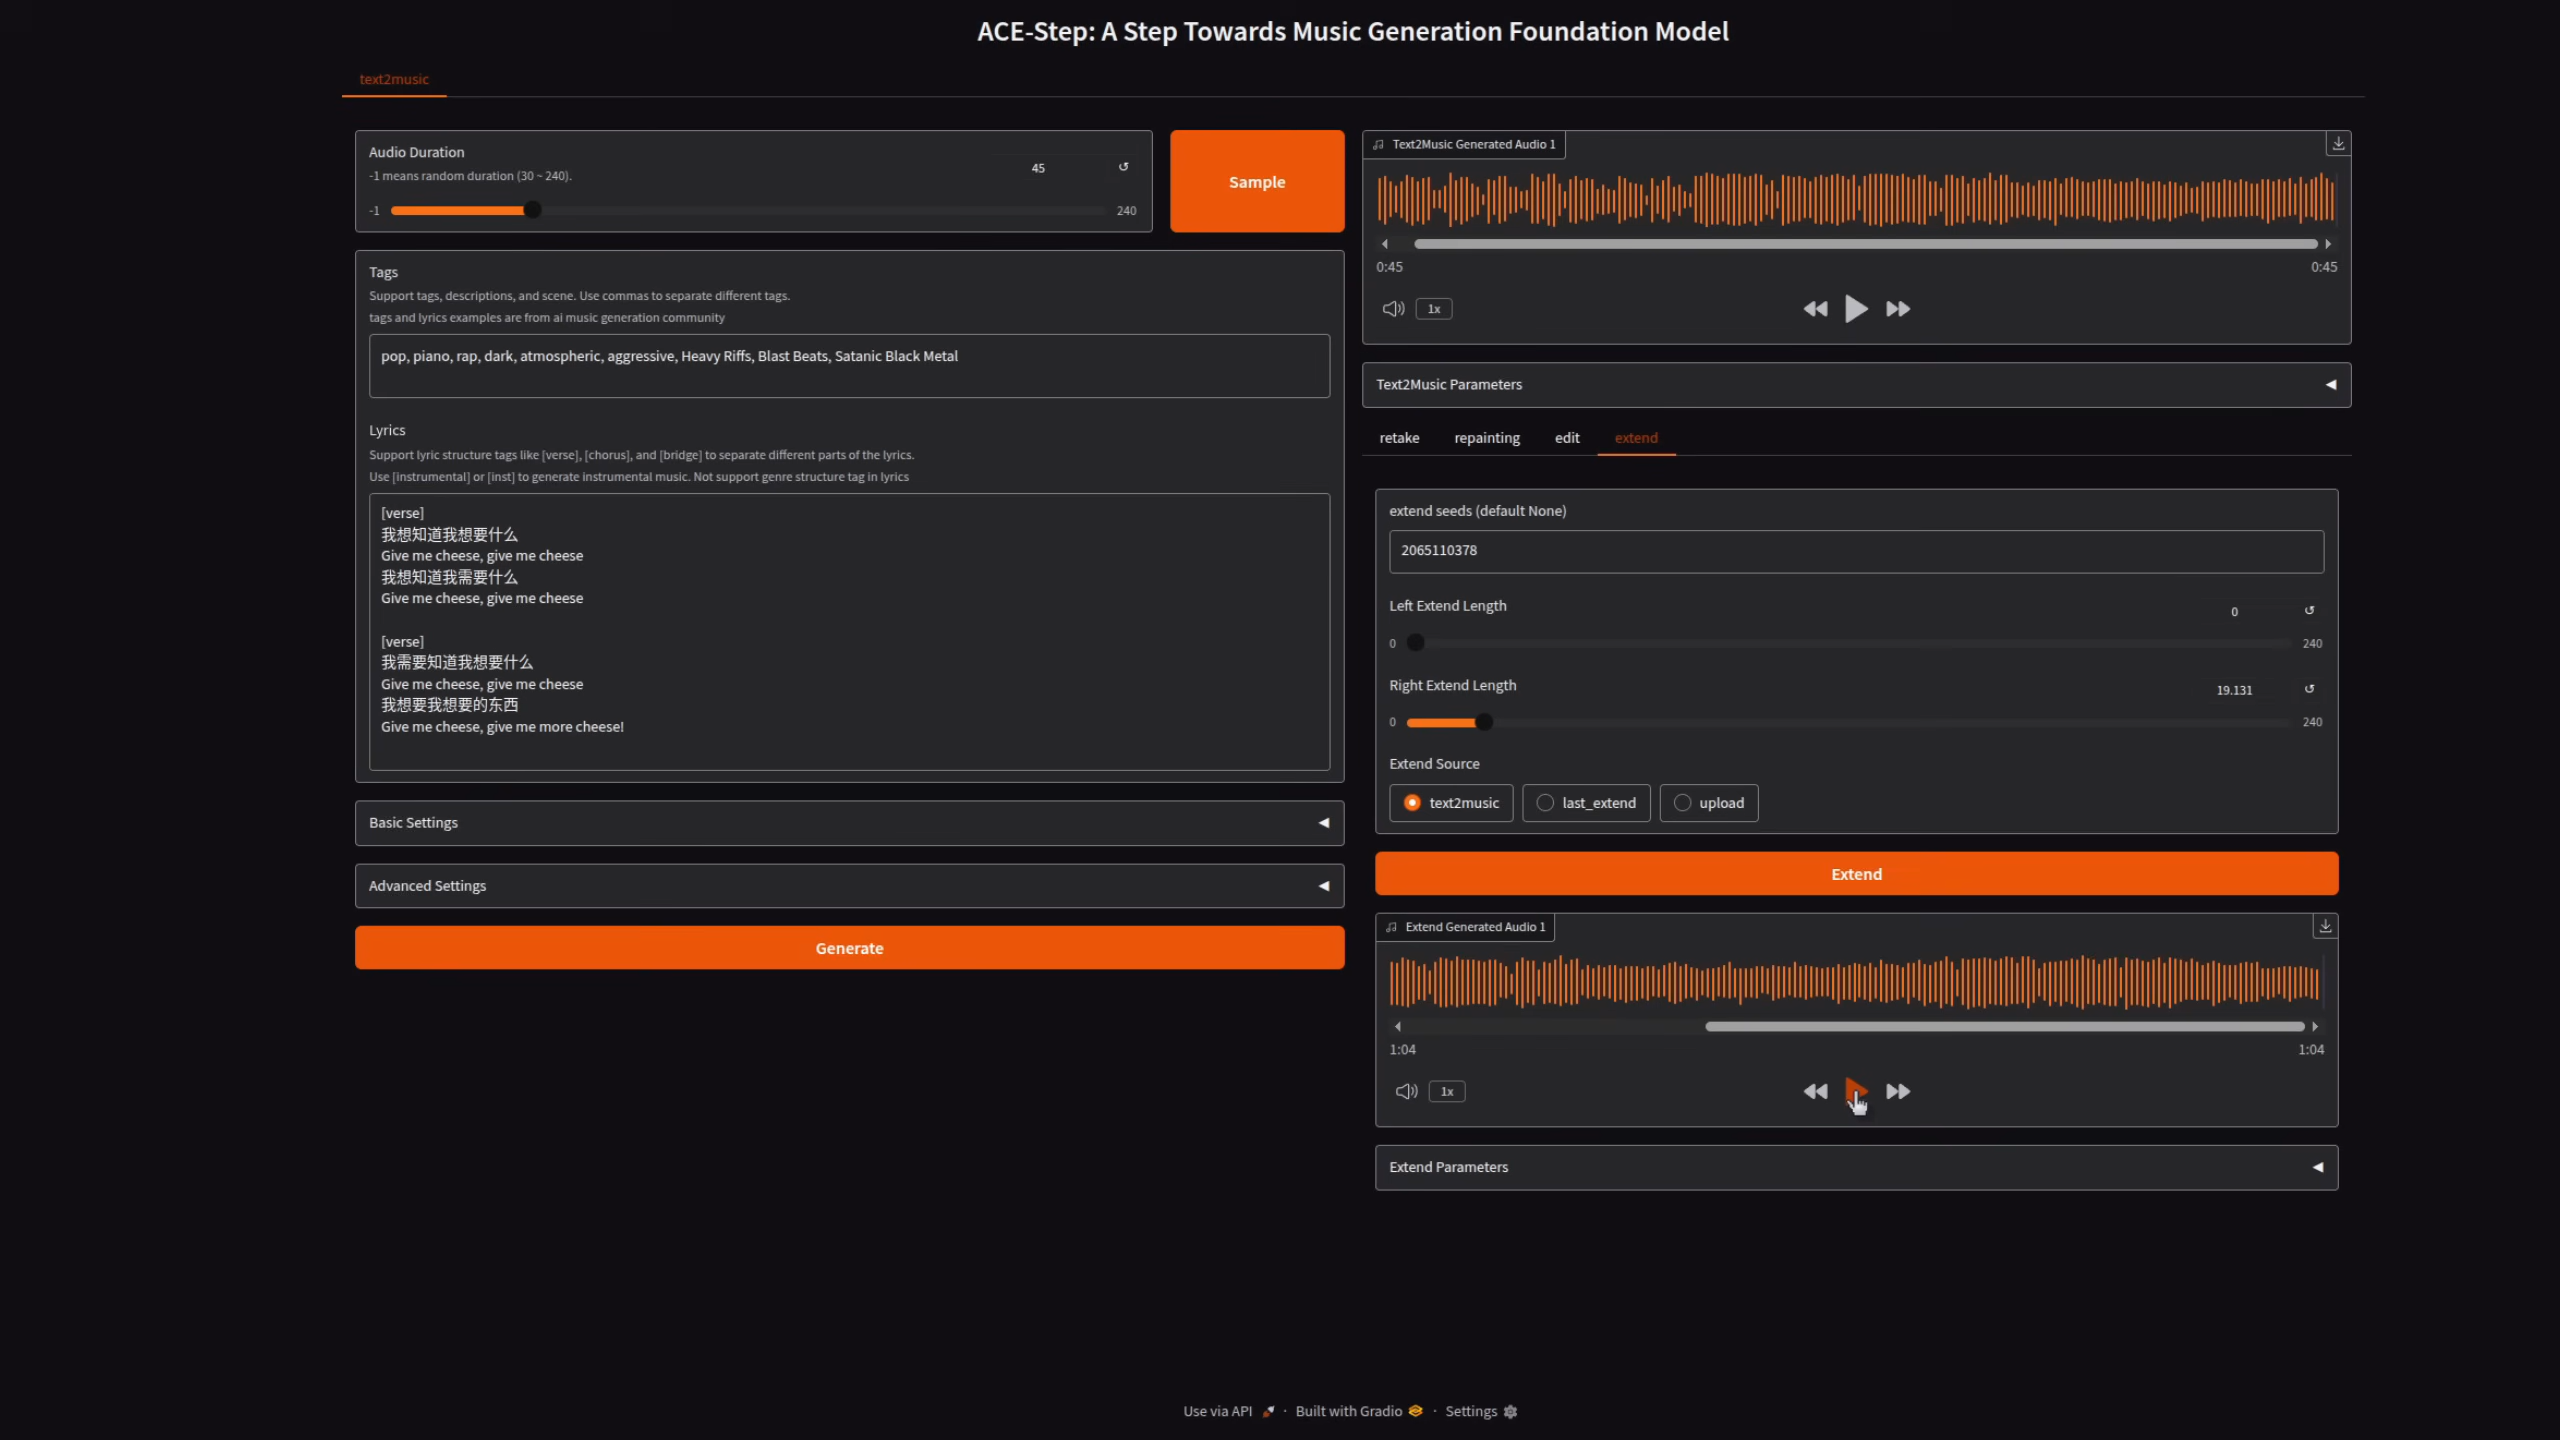 ACE-Step: A Step Towards Music Generation Foundation Model
text2music
Audio Duration
-1 means random duration (30 ~ 240).
45
↺
-1
240
Sample
Tags
Support tags, descriptions, and scene. Use commas to separate different tags.
tags and lyrics examples are from ai music generation community
pop, piano, rap, dark, atmospheric, aggressive, Heavy Riffs, Blast Beats, Satanic Black Metal
Lyrics
Support lyric structure tags like [verse], [chorus], and [bridge] to separate different parts of the lyrics.
Use [instrumental] or [inst] to generate instrumental music. Not support genre structure tag in lyrics
[verse]
我想知道我想要什么
Give me cheese, give me cheese
我想知道我需要什么
Give me cheese, give me cheese
[verse]
我需要知道我想要什么
Give me cheese, give me cheese
我想要我想要的东西
Give me cheese, give me more cheese!
Basic Settings
Advanced Settings
Generate
Text2Music Generated Audio 1
0:45
0:45
1x
Text2Music Parameters
retake repainting edit extend
extend seeds (default None)
2065110378
Left Extend Length
0
↺
0
240
Right Extend Length
19.131
↺
0
240
Extend Source
text2music last_extend upload
Extend
Extend Generated Audio 1
1:04
1:04
1x
Extend Parameters
Use via API · Built with Gradio · Settings